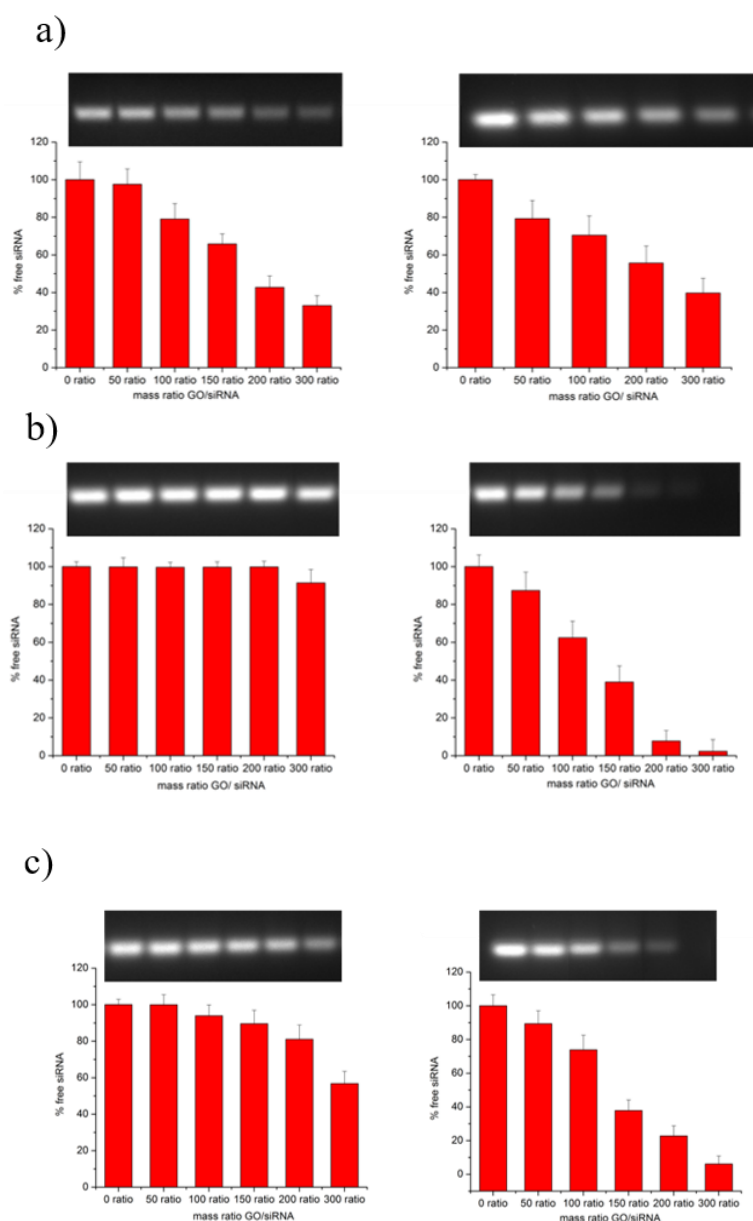 a)
120
100
80
60
40
20
0
% free siRNA
0 ratio 50 ratio 100 ratio 150 ratio 200 ratio 300 ratio
mass ratio GO/siRNA
120
100
80
60
40
20
0
% free siRNA
0 ratio 50 ratio 100 ratio 200 ratio 300 ratio
mass ratio GO/ siRNA
b)
120
100
80
60
40
20
0
% free siRNA
0 ratio 50 ratio 100 ratio 150 ratio 200 ratio 300 ratio
mass ratio GO/ siRNA
120
100
80
60
40
20
0
% free siRNA
0 ratio 50 ratio 100 ratio 150 ratio 200 ratio 300 ratio
mass ratio GO/ siRNA
c)
120
100
80
60
40
20
0
% free siRNA
0 ratio 50 ratio 100 ratio 150 ratio 200 ratio 300 ratio
mass ratio GO/siRNA
120
100
80
60
40
20
0
% free siRNA
0 ratio 50 ratio 100 ratio 150 ratio 200 ratio 300 ratio
mass ratio GO/siRNA